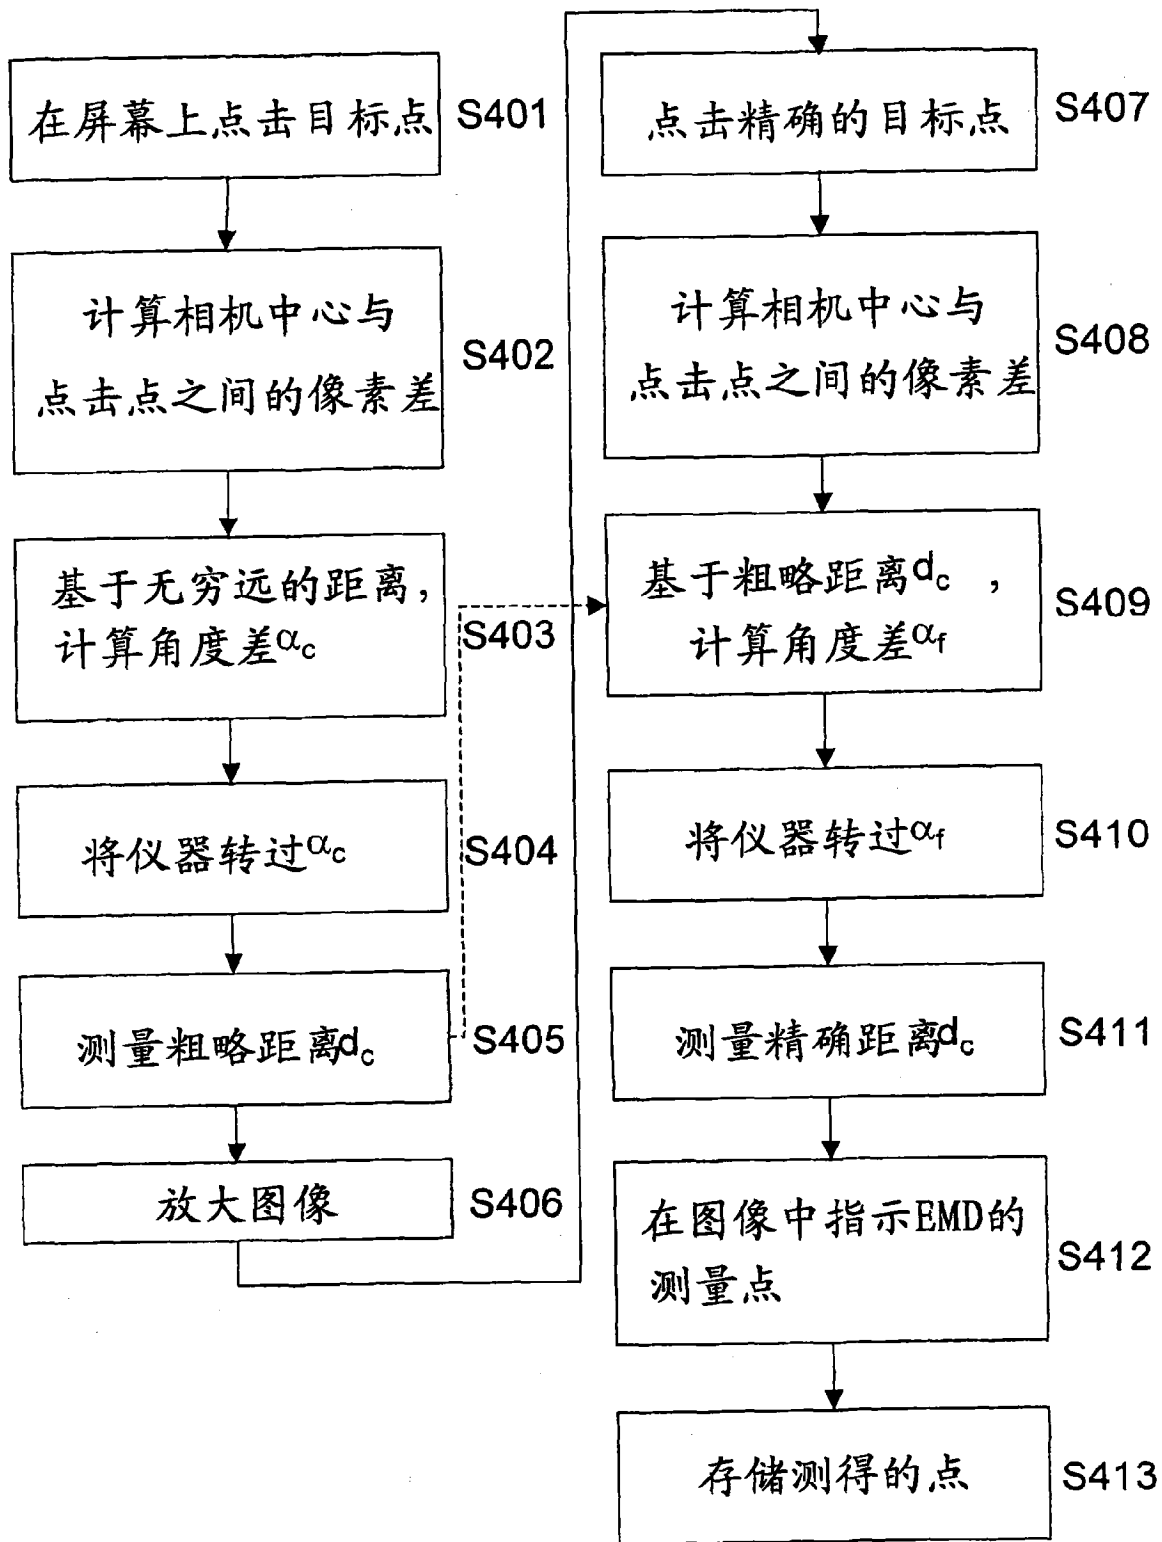 在屏幕上点击目标点
S401
计算相机中心与
点击点之间的像素差
S402
基于无穷远的距离，
计算角度差αc
S403
将仪器转过αc
S404
测量粗略距离dc
S405
放大图像
S406
点击精确的目标点
S407
计算相机中心与
点击点之间的像素差
S408
基于粗略距离dc，
计算角度差αf
S409
将仪器转过αf
S410
测量精确距离dc
S411
在图像中指示EMD的
测量点
S412
存储测得的点
S413